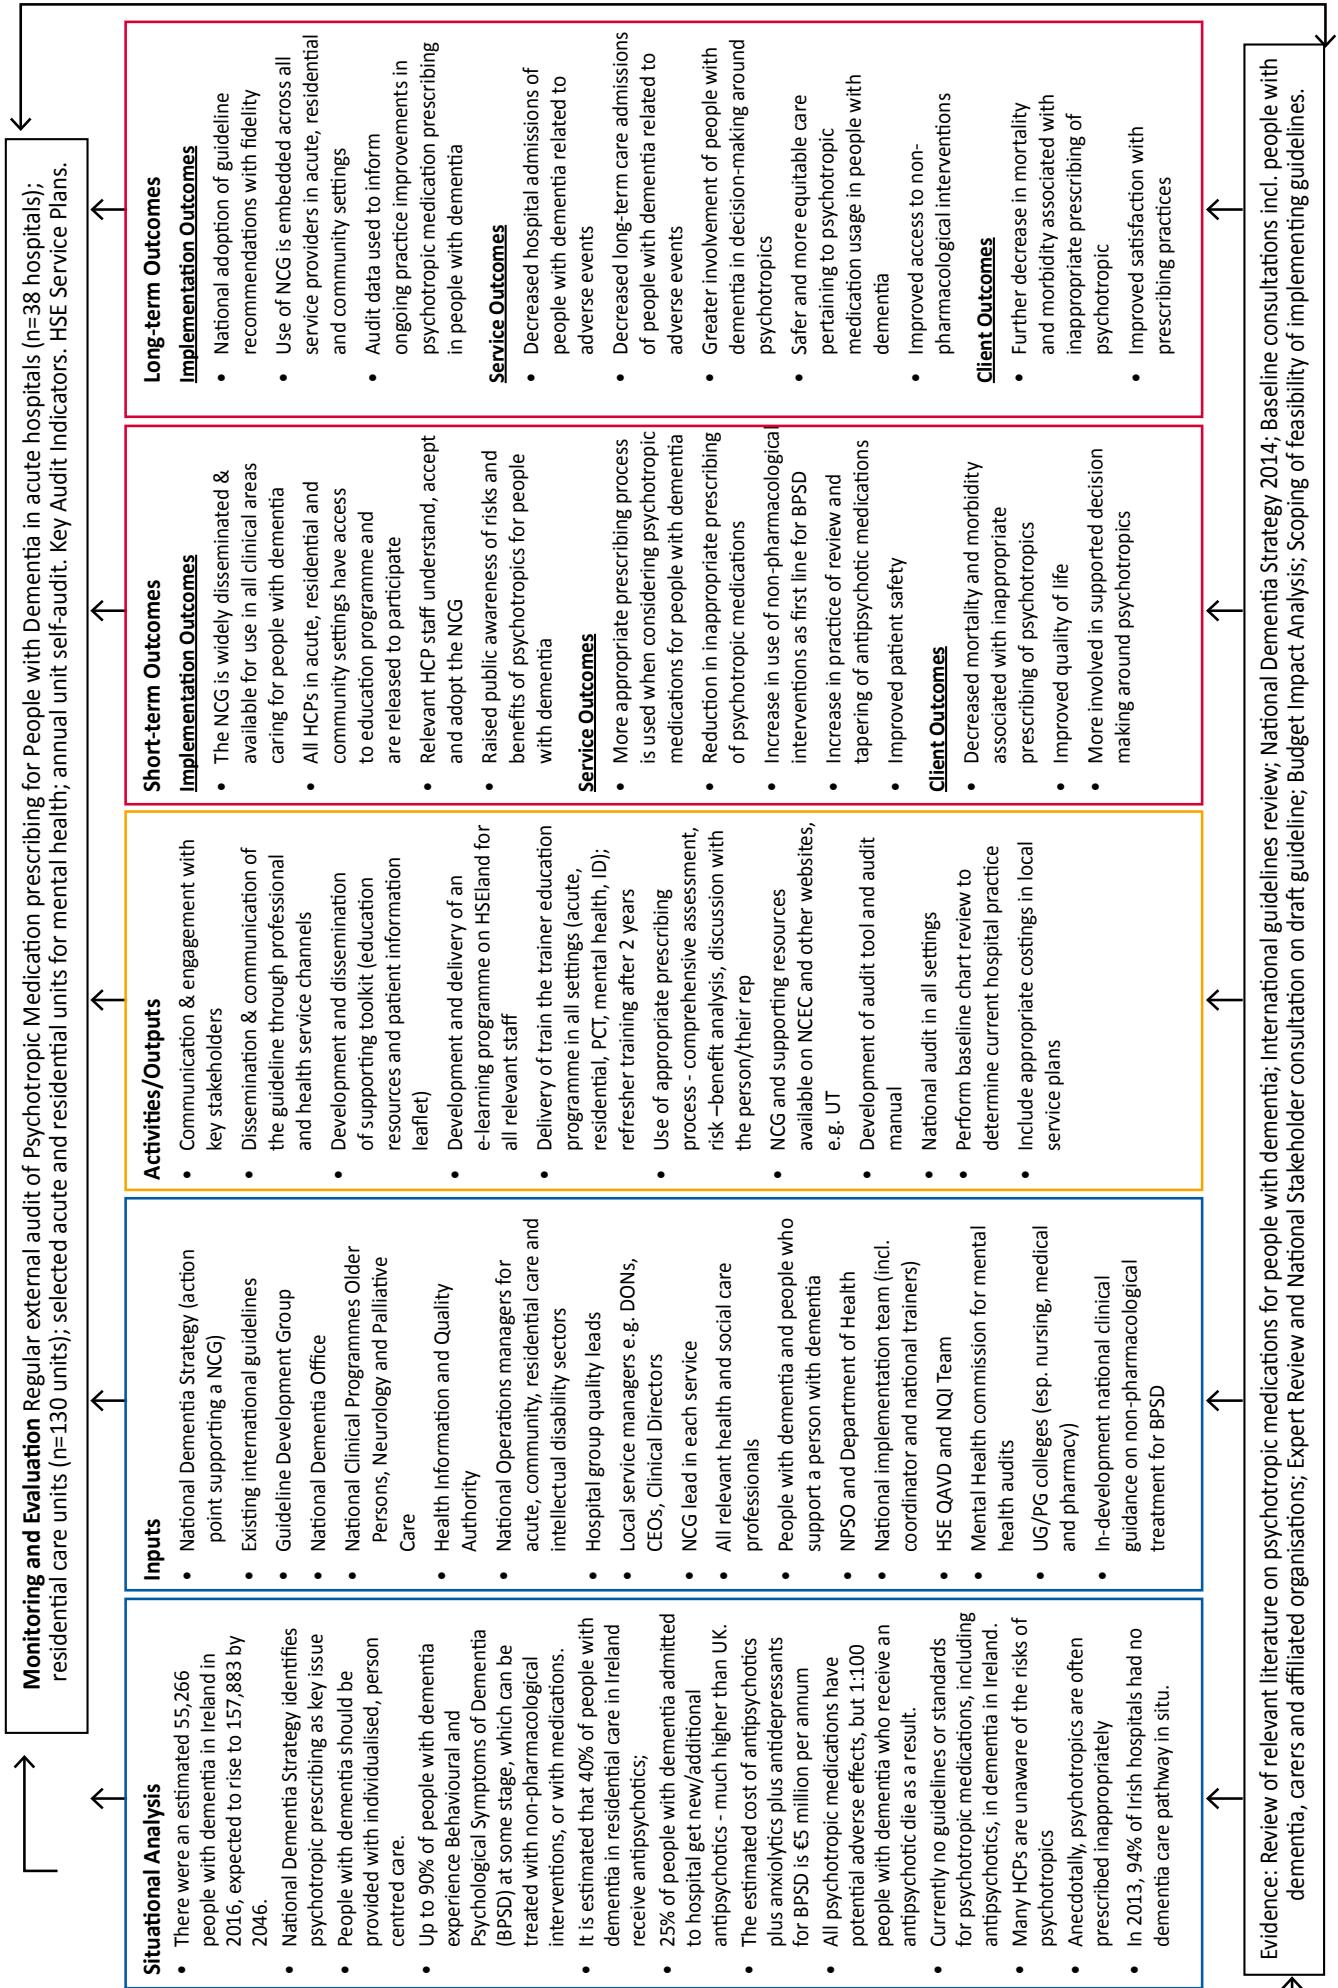 Monitoring and Evaluation Regular external audit of Psychotropic Medication prescribing for People with Dementia in acute hospitals (n=38 hospitals);
residential care units (n=130 units); selected acute and residential units for mental health; annual unit self-audit. Key Audit Indicators. HSE Service Plans.
Situational Analysis
• There were an estimated 55,266
people with dementia in Ireland in
2016, expected to rise to 157,883 by
2046.
• National Dementia Strategy identifies
psychotropic prescribing as key issue
• People with dementia should be
provided with individualised, person
centred care.
• Up to 90% of people with dementia
experience Behavioural and
Psychological Symptoms of Dementia
(BPSD) at some stage, which can be
treated with non-pharmacological
interventions, or with medications.
• It is estimated that 40% of people with
dementia in residential care in Ireland
receive antipsychotics;
• 25% of people with dementia admitted
to hospital get new/additional
antipsychotics - much higher than UK.
• The estimated cost of antipsychotics
plus anxiolytics plus antidepressants
for BPSD is €5 million per annum
• All psychotropic medications have
potential adverse effects, but 1:100
people with dementia who receive an
antipsychotic die as a result.
• Currently no guidelines or standards
for psychotropic medications, including
antipsychotics, in dementia in Ireland.
• Many HCPs are unaware of the risks of
psychotropics
• Anecdotally, psychotropics are often
prescribed inappropriately
• In 2013, 94% of Irish hospitals had no
dementia care pathway in situ.
Inputs
• National Dementia Strategy (action
point supporting a NCG)
• Existing international guidelines
• Guideline Development Group
• National Dementia Office
• National Clinical Programmes Older
Persons, Neurology and Palliative
Care
• Health Information and Quality
Authority
• National Operations managers for
acute, community, residential care and
intellectual disability sectors
• Hospital group quality leads
• Local service managers e.g. DONs,
CEOs, Clinical Directors
• NCG lead in each service
• All relevant health and social care
professionals
• People with dementia and people who
support a person with dementia
• NPSO and Department of Health
• National implementation team (incl.
coordinator and national trainers)
• HSE QAVD and NQI Team
• Mental Health commission for mental
health audits
• UG/PG colleges (esp. nursing, medical
and pharmacy)
• In-development national clinical
guidance on non-pharmacological
treatment for BPSD
Activities/Outputs
• Communication & engagement with
key stakeholders
• Dissemination & communication of
the guideline through professional
and health service channels
• Development and dissemination
of supporting toolkit (education
resources and patient information
leaflet)
• Development and delivery of an
e-learning programme on HSEland for
all relevant staff
• Delivery of train the trainer education
programme in all settings (acute,
residential, PCT, mental health, ID);
refresher training after 2 years
• Use of appropriate prescribing
process - comprehensive assessment,
risk –benefit analysis, discussion with
the person/their rep
• NCG and supporting resources
available on NCEC and other websites,
e.g. UT
• Development of audit tool and audit
manual
• National audit in all settings
• Perform baseline chart review to
determine current hospital practice
• Include appropriate costings in local
service plans
Short-term Outcomes
Implementation Outcomes
• The NCG is widely disseminated &
available for use in all clinical areas
caring for people with dementia
• All HCPs in acute, residential and
community settings have access
to education programme and
are released to participate
• Relevant HCP staff understand, accept
and adopt the NCG
• Raised public awareness of risks and
benefits of psychotropics for people
with dementia
Service Outcomes
• More appropriate prescribing process
is used when considering psychotropic
medications for people with dementia
• Reduction in inappropriate prescribing
of psychotropic medications
• Increase in use of non-pharmacological
interventions as first line for BPSD
• Increase in practice of review and
tapering of antipsychotic medications
• Improved patient safety
Client Outcomes
• Decreased mortality and morbidity
associated with inappropriate
prescribing of psychotropics
• Improved quality of life
• More involved in supported decision
making around psychotropics
Long-term Outcomes
Implementation Outcomes
• National adoption of guideline
recommendations with fidelity
• Use of NCG is embedded across all
service providers in acute, residential
and community settings
• Audit data used to inform
ongoing practice improvements in
psychotropic medication prescribing
in people with dementia
Service Outcomes
• Decreased hospital admissions of
people with dementia related to
adverse events
• Decreased long-term care admissions
of people with dementia related to
adverse events
• Greater involvement of people with
dementia in decision-making around
psychotropics
• Safer and more equitable care
pertaining to psychotropic
medication usage in people with
dementia
• Improved access to non-
pharmacological interventions
Client Outcomes
• Further decrease in mortality
and morbidity associated with
inappropriate prescribing of
psychotropic
• Improved satisfaction with
prescribing practices
Evidence: Review of relevant literature on psychotropic medications for people with dementia; International guidelines review; National Dementia Strategy 2014; Baseline consultations incl. people with
dementia, carers and affiliated organisations; Expert Review and National Stakeholder consultation on draft guideline; Budget Impact Analysis; Scoping of feasibility of implementing guidelines.